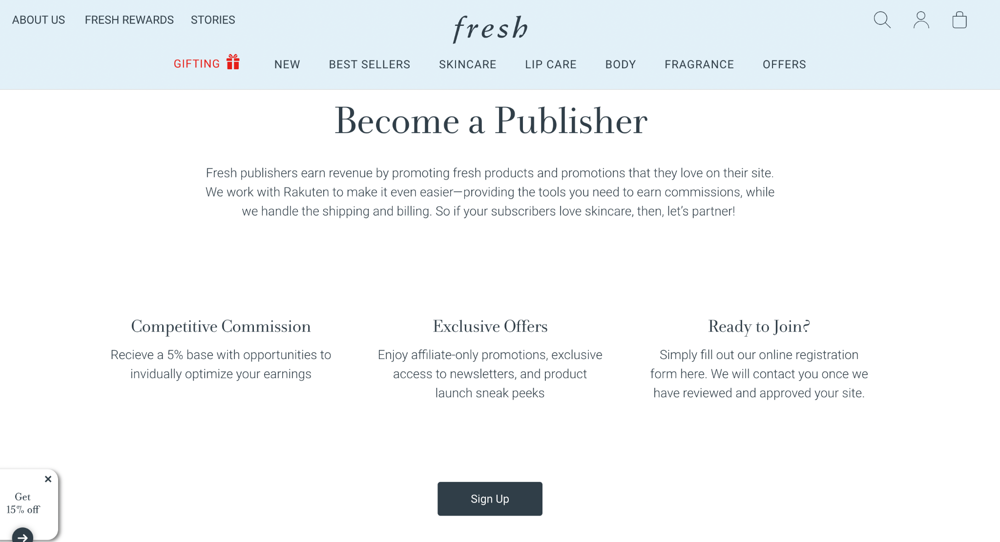 ABOUT US
FRESH REWARDS
STORIES
fresh
GIFTING
NEW
BEST SELLERS
SKINCARE
LIP CARE
BODY
FRAGRANCE
OFFERS
Become a Publisher
Fresh publishers earn revenue by promoting fresh products and promotions that they love on their site.
We work with Rakuten to make it even easier—providing the tools you need to earn commissions, while
we handle the shipping and billing. So if your subscribers love skincare, then, let’s partner!
Competitive Commission
Recieve a 5% base with opportunities to
invidually optimize your earnings
Exclusive Offers
Enjoy affiliate-only promotions, exclusive
access to newsletters, and product
launch sneak peeks
Ready to Join?
Simply fill out our online registration
form here. We will contact you once we
have reviewed and approved your site.
Get
15% off
Sign Up